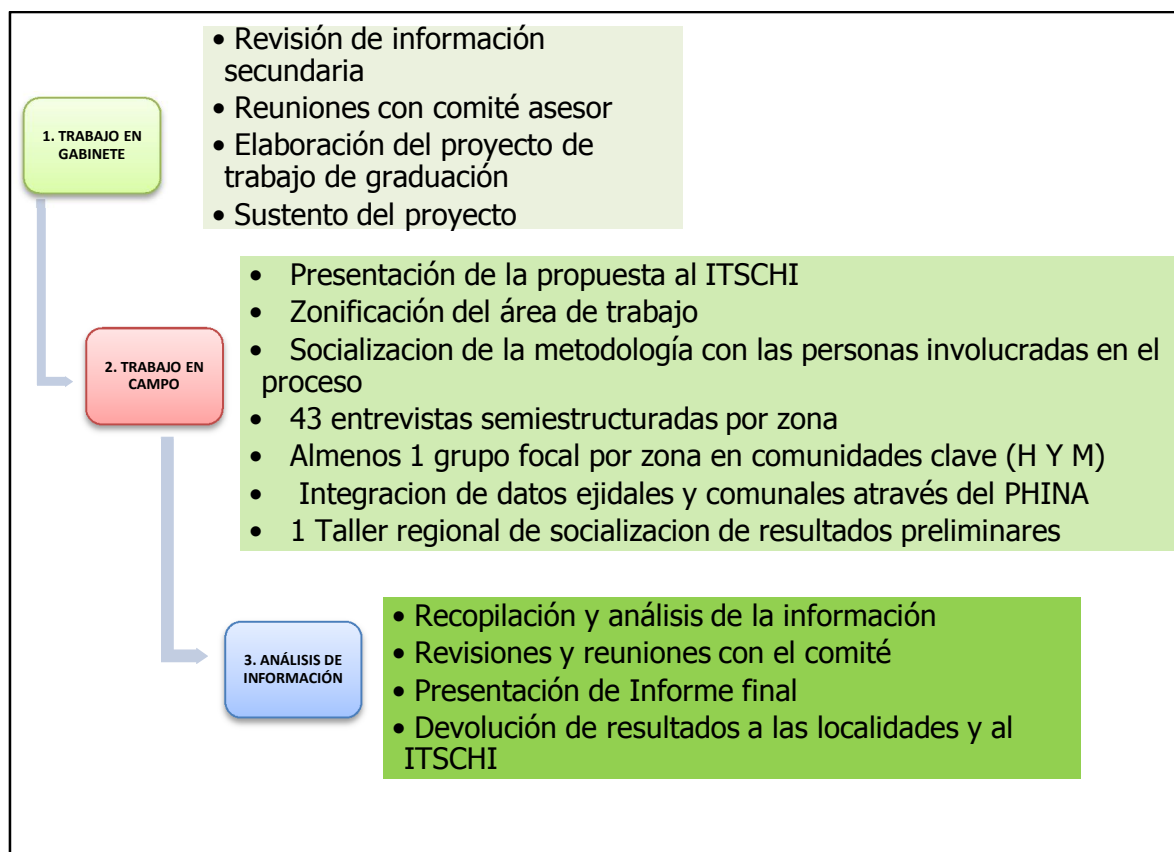 1. TRABAJO EN
GABINETE
• Revisión de información
secundaria
• Reuniones con comité asesor
• Elaboración del proyecto de
trabajo de graduación
• Sustento del proyecto
2. TRABAJO EN
CAMPO
• Presentación de la propuesta al ITSCHI
• Zonificación del área de trabajo
• Socializacion de la metodología con las personas involucradas en el
proceso
• 43 entrevistas semiestructuradas por zona
• Almenos 1 grupo focal por zona en comunidades clave (H Y M)
• Integracion de datos ejidales y comunales através del PHINA
• 1 Taller regional de socializacion de resultados preliminares
3. ANÁLISIS DE
INFORMACIÓN
• Recopilación y análisis de la información
• Revisiones y reuniones con el comité
• Presentación de Informe final
• Devolución de resultados a las localidades y al
ITSCHI